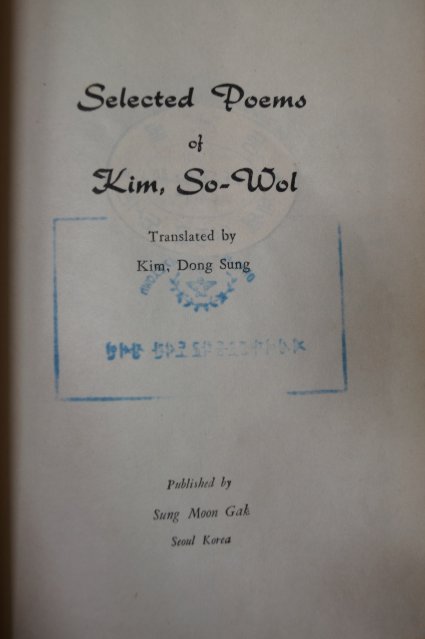 Selected Poems
of
Kim, So-Wol
Translated by
Kim, Dong Sung
Published by
Sung Moon Gak
Seoul Korea